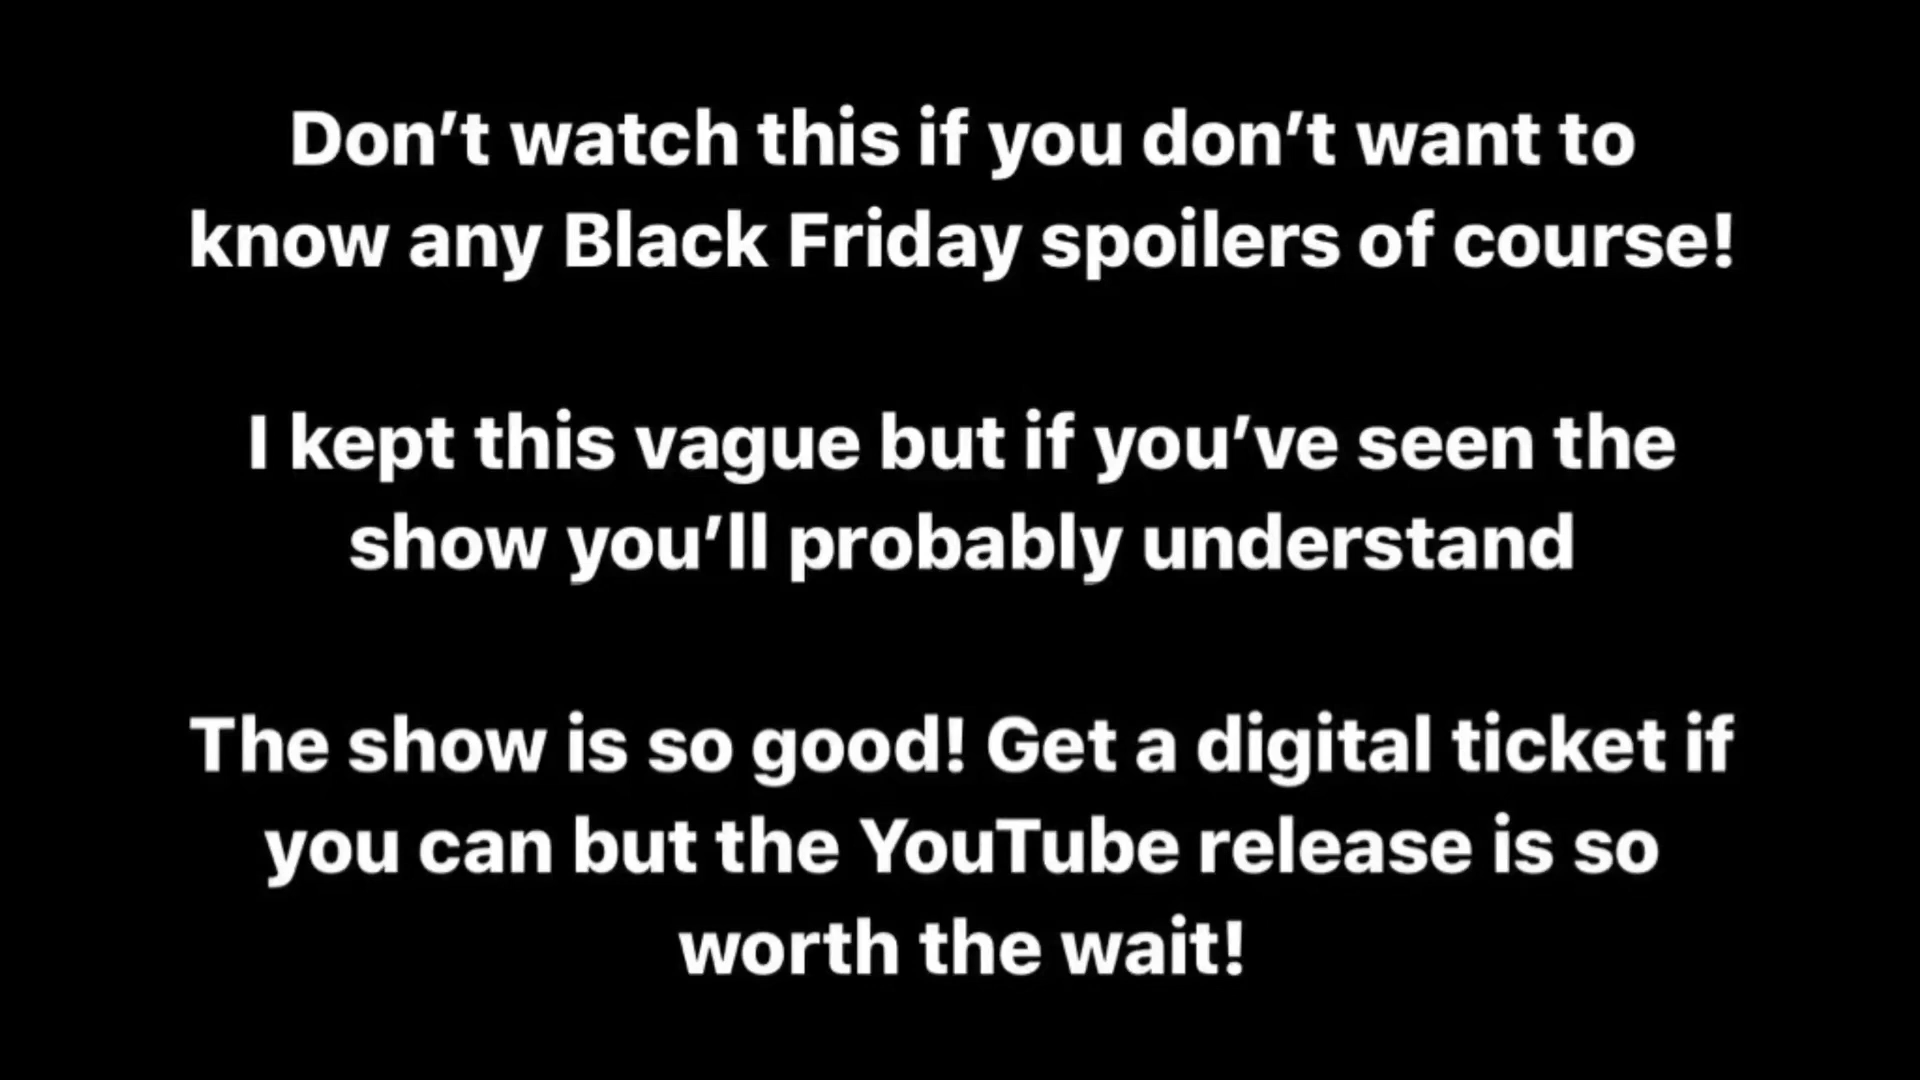 Don’t watch this if you don’t want to
know any Black Friday spoilers of course!
I kept this vague but if you’ve seen the
show you’ll probably understand
The show is so good! Get a digital ticket if
you can but the YouTube release is so
worth the wait!